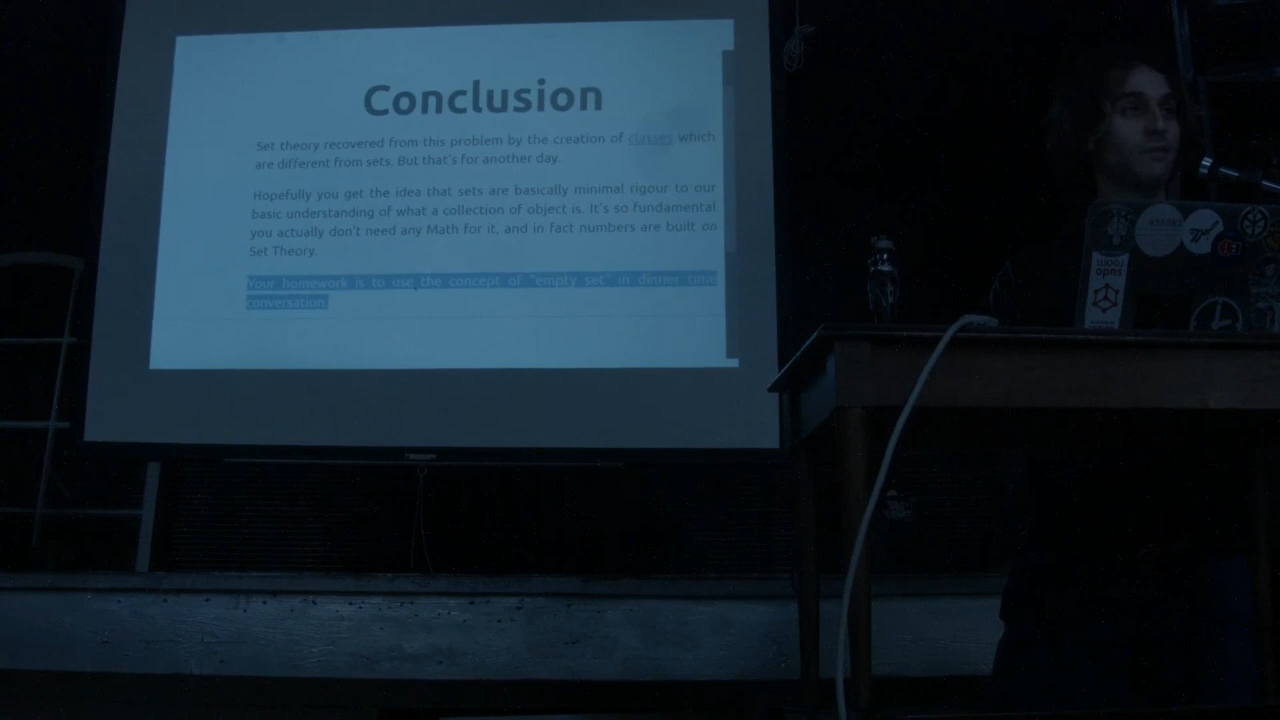 Conclusion
Set theory recovered from this problem by the creation of classes which
are different from sets. But that's for another day.
Hopefully you get the idea that sets are basically minimal rigour to our
basic understanding of what a collection of object is. It's so fundamental
you actually don't need any Math for it, and in fact numbers are built on
Set Theory.
Your homework is to use the concept of "empty set" in dinner time
conversation.
sudo
room